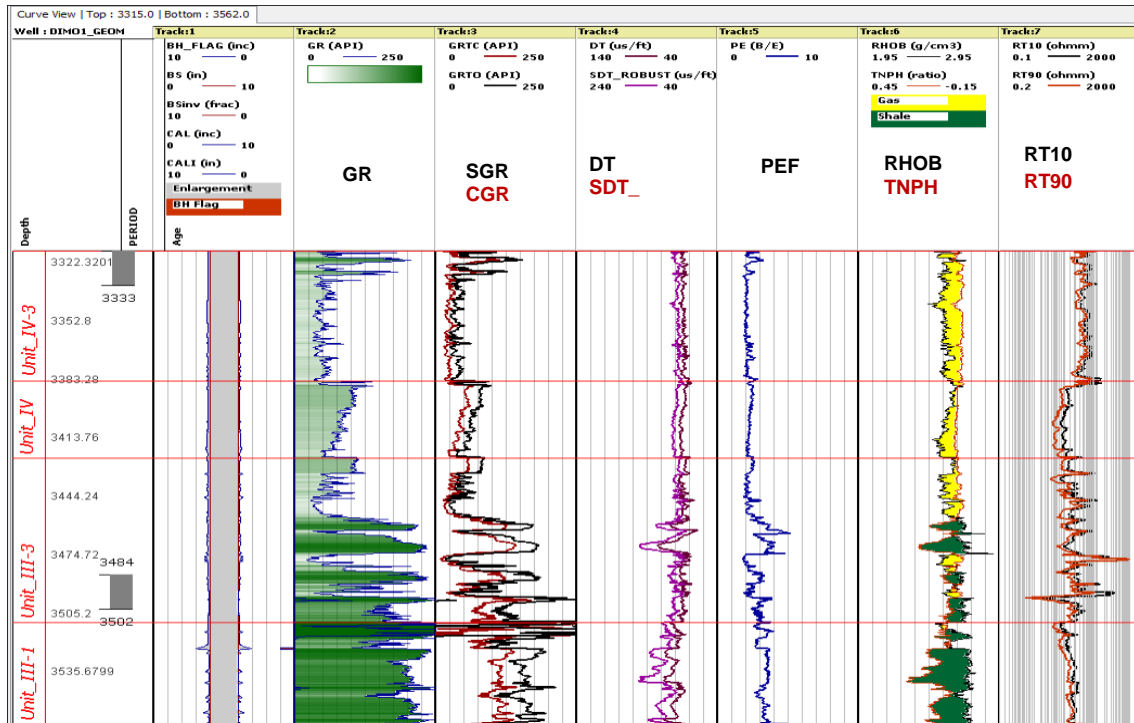 Curve View | Top : 3315.0 | Bottom : 3562.0
Well : DIMO1_GEOM Track:1 Track:2 Track:3 Track:4 Track:5 Track:6 Track:7
BH_FLAG (inc) GR (API) GRTC (API) DT (us/ft) PE (B/E) RHOB (g/cm3) RT10 (ohmm)
10 0 0 250 0 250 140 40 0 10 1.95 2.95 0.1 2000
BS (in) GRTO (API) SDT_ROBUST (us/ft) TNPH (ratio) RT90 (ohmm)
0 10 0 250 240 40 0.45 -0.15 0.2 2000
BSinv (frac) Gas
10 0 Shale
CAL (inc)
0 10
CALI (in)
10 0
Enlargement
BH Flag
GR SGR DT PEF RHOB RT10
CGR SDT_ TNPH RT90
Depth PERIOD Age
3322.3201
3333
Unit_IV-3
3352.8
3383.28
Unit_IV
3413.76
3444.24
Unit_III-3
3474.72
3484
3505.2
3502
Unit_III-1
3535.6799